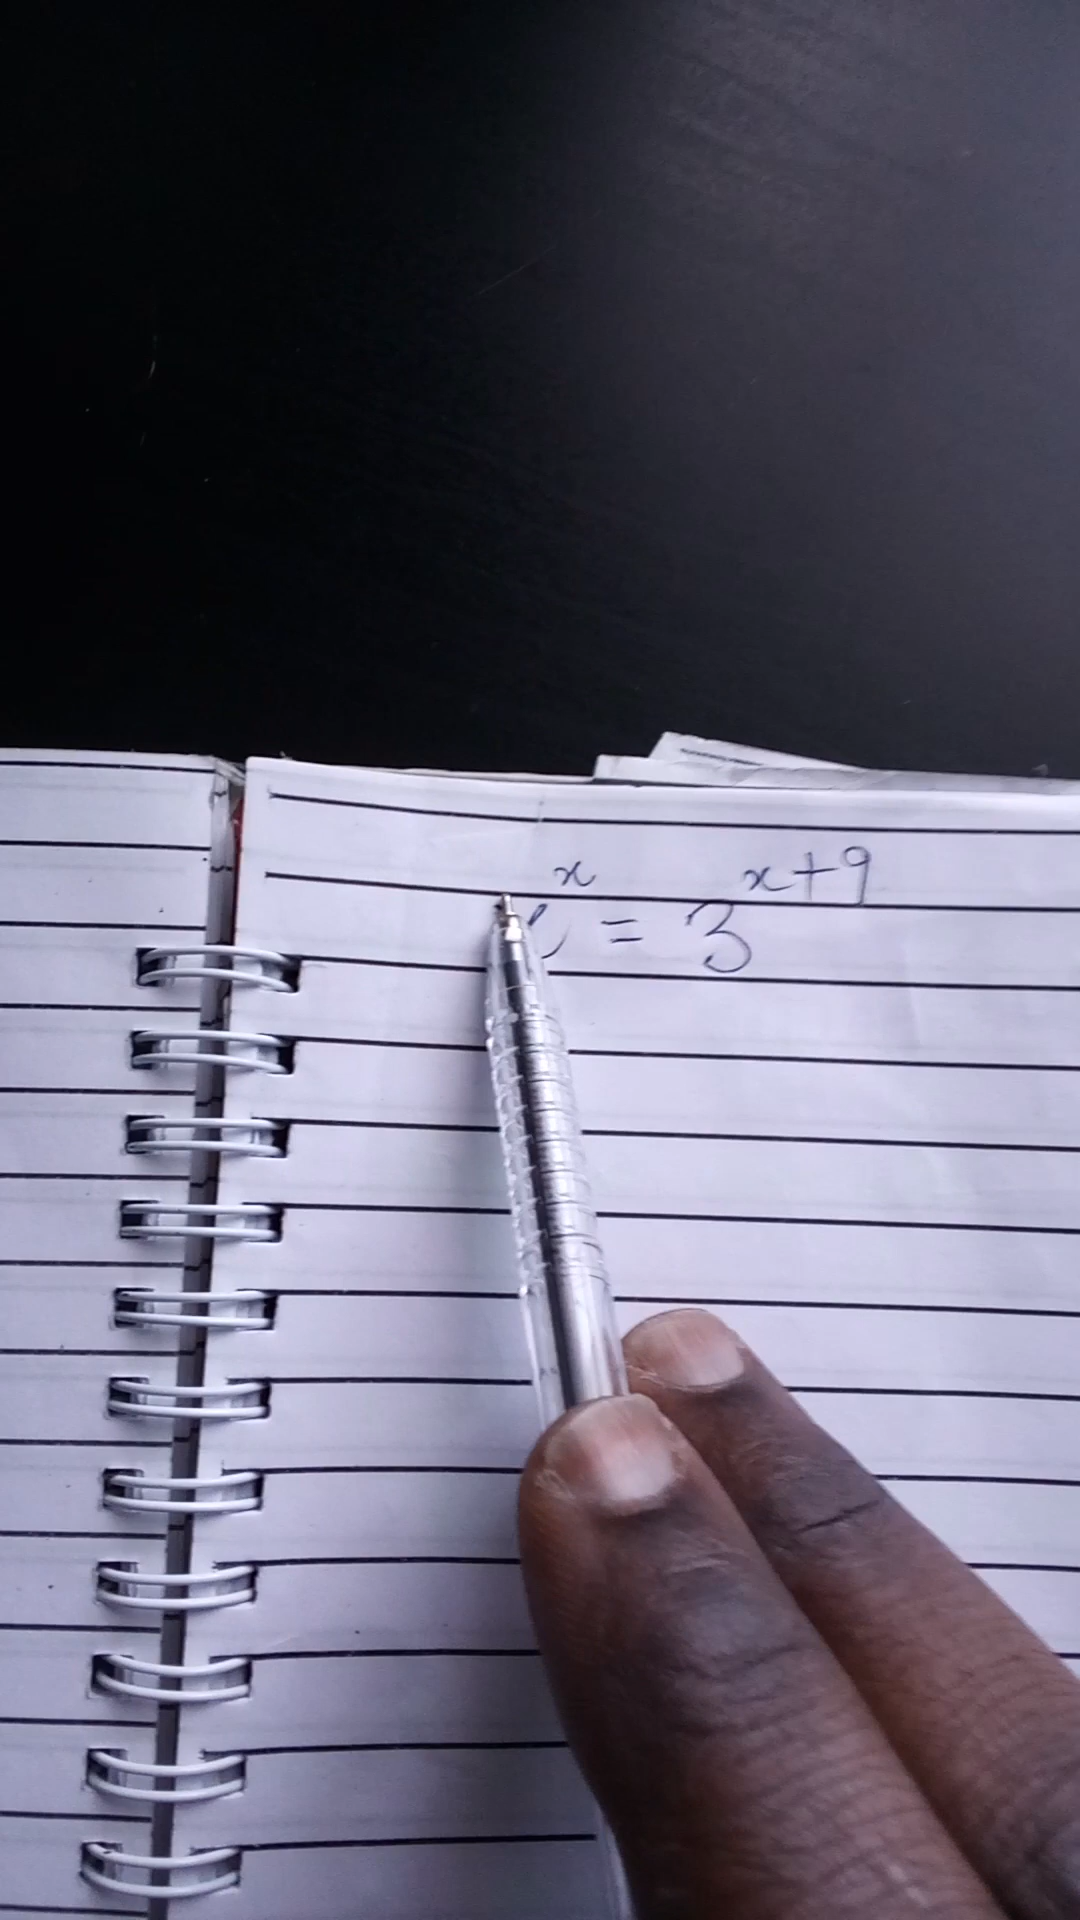 e^x = 3^{x+9}